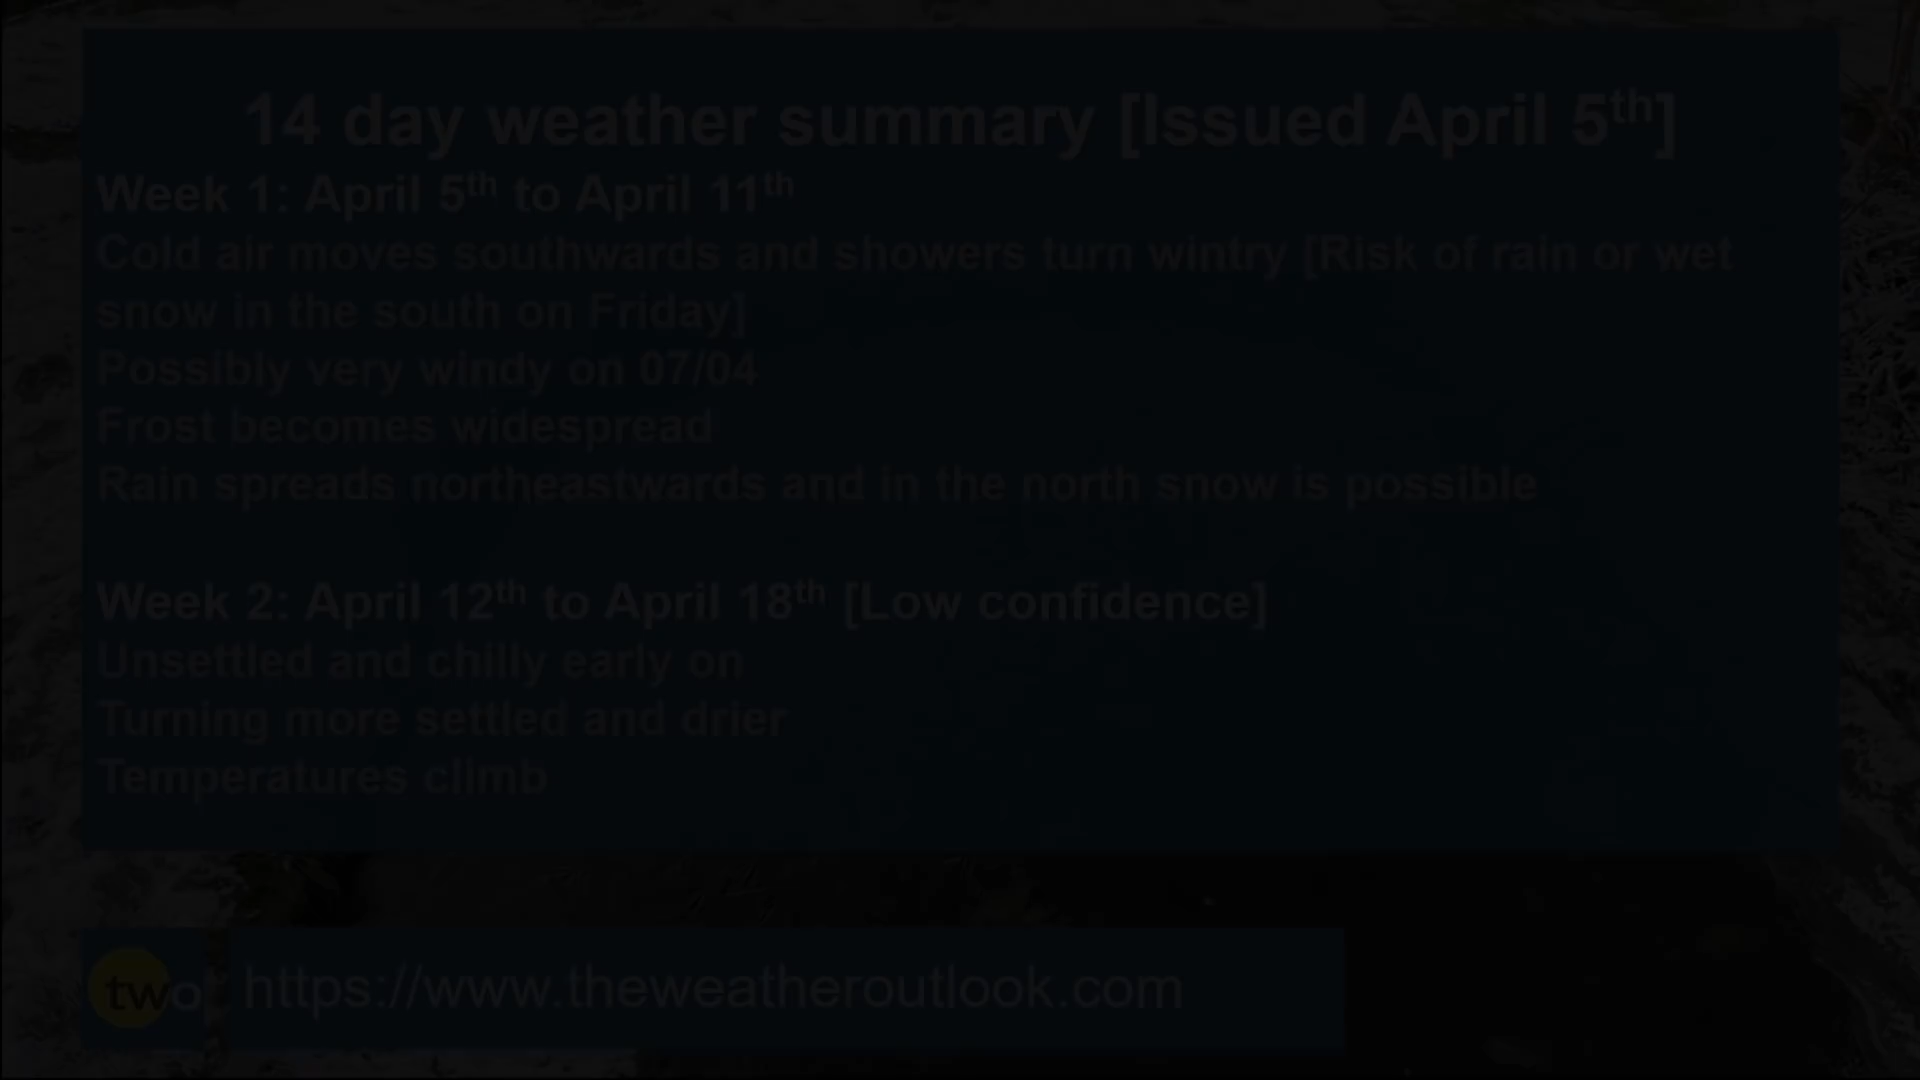 14 day weather summary [Issued April 5th]
Week 1: April 5th to April 11th
Cold air moves southwards and showers turn wintry [Risk of rain or wet
snow in the south on Friday]
Possibly very windy on 07/04
Frost becomes widespread
Rain spreads northeastwards and in the north snow is possible
Week 2: April 12th to April 18th [Low confidence]
Unsettled and chilly early on
Turning more settled and drier
Temperatures climb
two https://www.theweatheroutlook.com